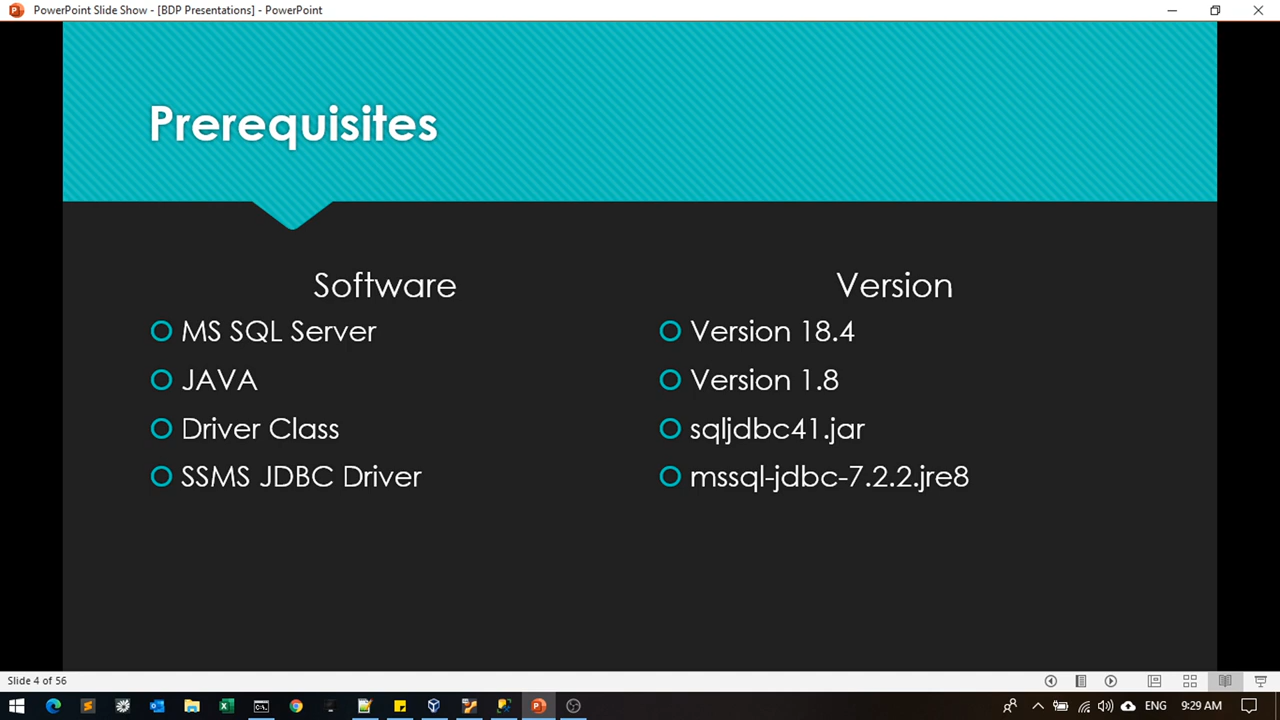 PowerPoint Slide Show - [BDP Presentations] - PowerPoint
Prerequisites
Software
MS SQL Server
JAVA
Driver Class
SSMS JDBC Driver
Version
Version 18.4
Version 1.8
sqljdbc41.jar
mssql-jdbc-7.2.2.jre8
Slide 4 of 56
ENG
9:29 AM